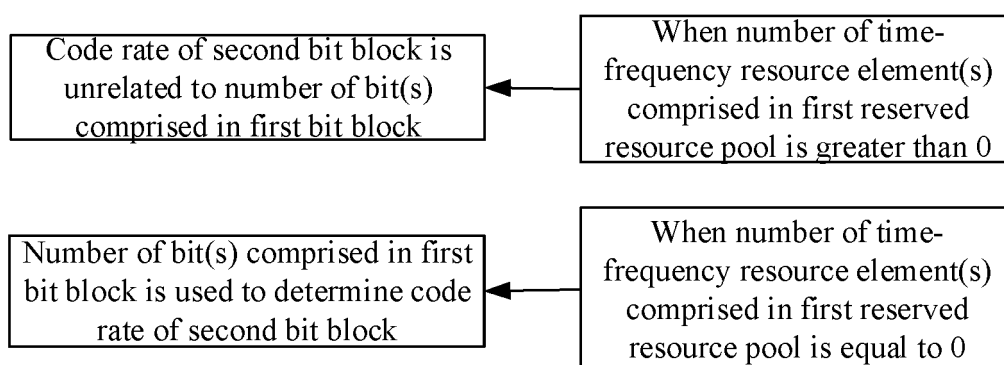 Code rate of second bit block is
unrelated to number of bit(s)
comprised in first bit block
When number of time-
frequency resource element(s)
comprised in first reserved
resource pool is greater than 0
Number of bit(s) comprised in first
bit block is used to determine code
rate of second bit block
When number of time-
frequency resource element(s)
comprised in first reserved
resource pool is equal to 0